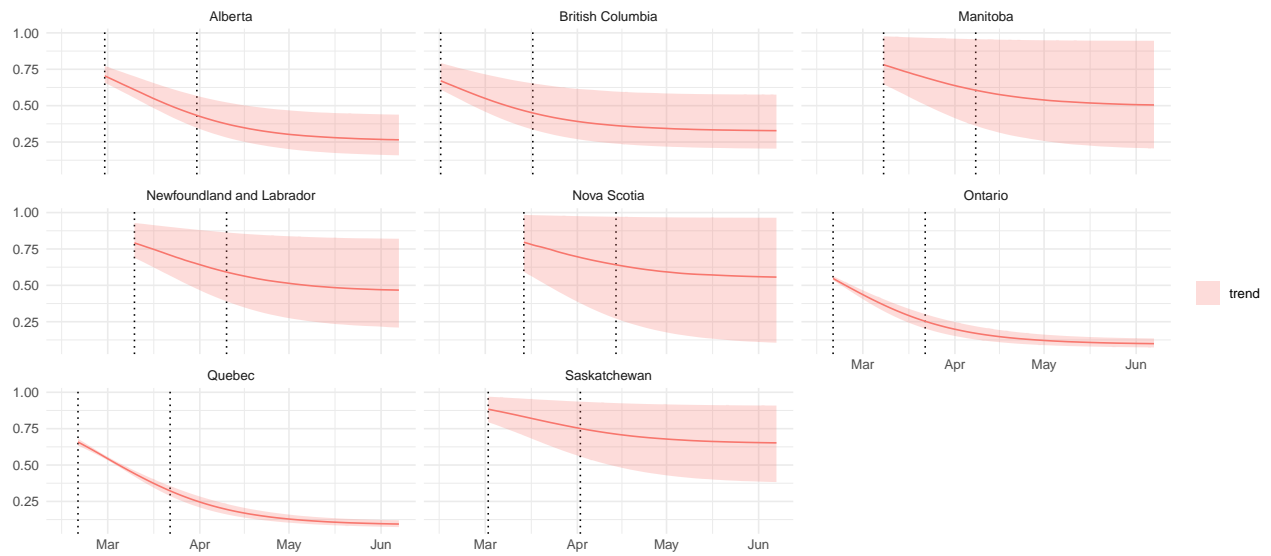 Alberta
British Columbia
Manitoba
1.00
0.75
0.50
0.25
Newfoundland and Labrador
Nova Scotia
Ontario
1.00
0.75
0.50
0.25
trend
Mar Apr May Jun
Quebec
Saskatchewan
1.00
0.75
0.50
0.25
Mar Apr May Jun
Mar Apr May Jun